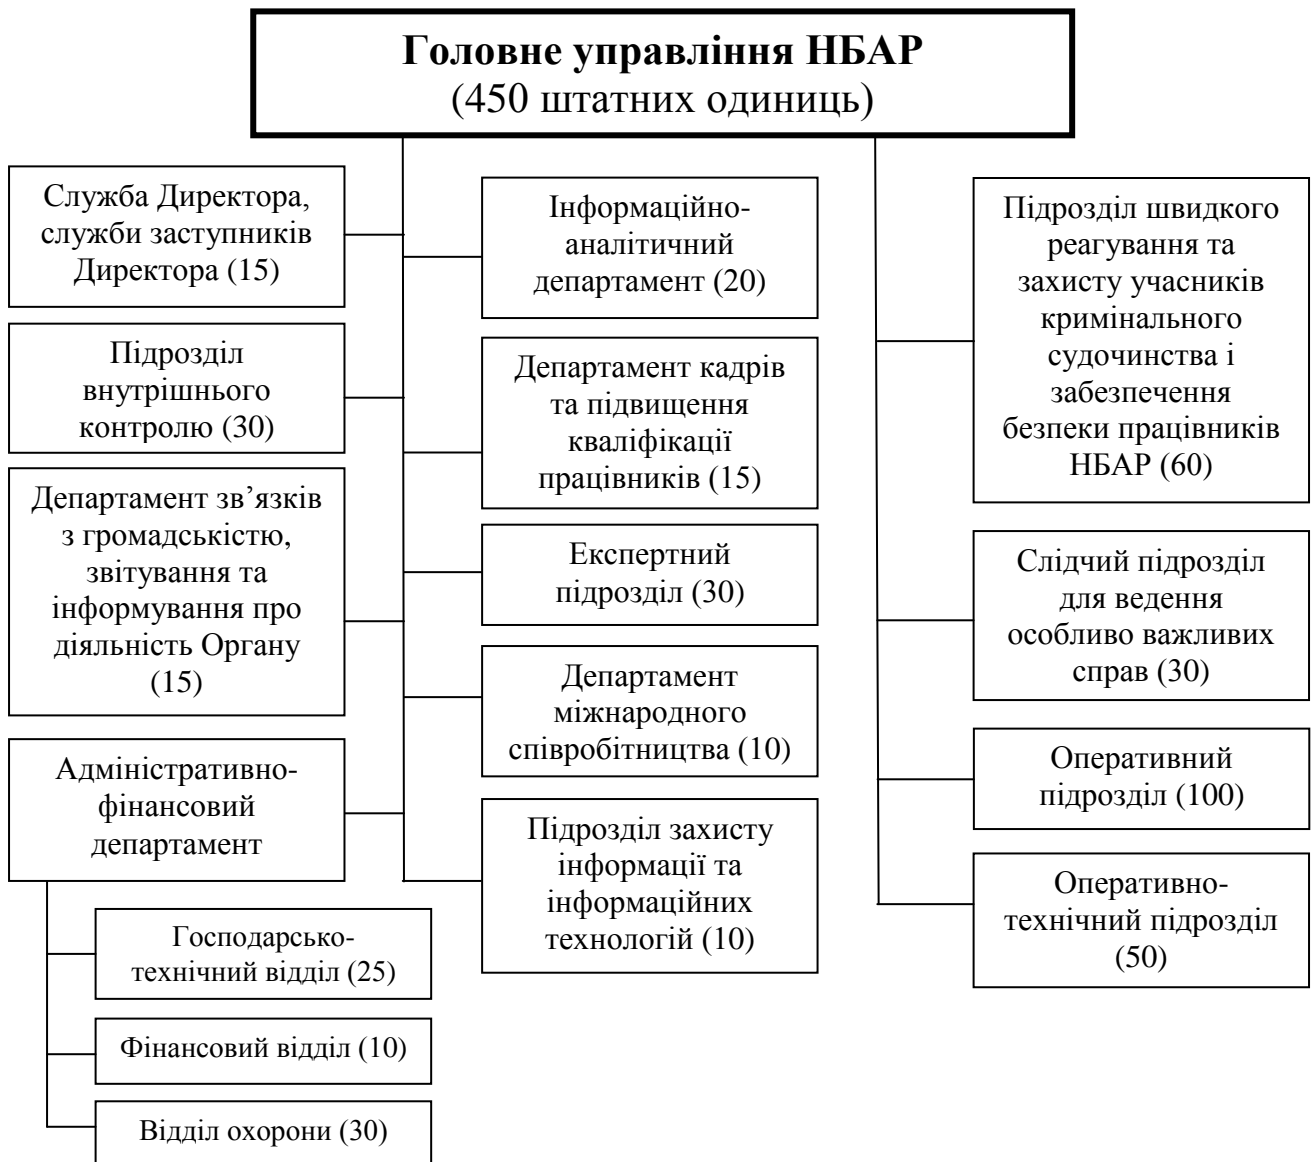 Головне управління НБАР
(450 штатних одиниць)
Служба Директора,
служби заступників
Директора (15)
Підрозділ
внутрішнього
контролю (30)
Департамент зв’язків
з громадськістю,
звітування та
інформування про
діяльність Органу
(15)
Адміністративно-
фінансовий
департамент
Господарсько-
технічний відділ (25)
Фінансовий відділ (10)
Відділ охорони (30)
Інформаційно-
аналітичний
департамент (20)
Департамент кадрів
та підвищення
кваліфікації
працівників (15)
Експертний
підрозділ (30)
Департамент
міжнародного
співробітництва (10)
Підрозділ захисту
інформації та
інформаційних
технологій (10)
Підрозділ швидкого
реагування та
захисту учасників
кримінального
судочинства і
забезпечення
безпеки працівників
НБАР (60)
Слідчий підрозділ
для ведення
особливо важливих
справ (30)
Оперативний
підрозділ (100)
Оперативно-
технічний підрозділ
(50)